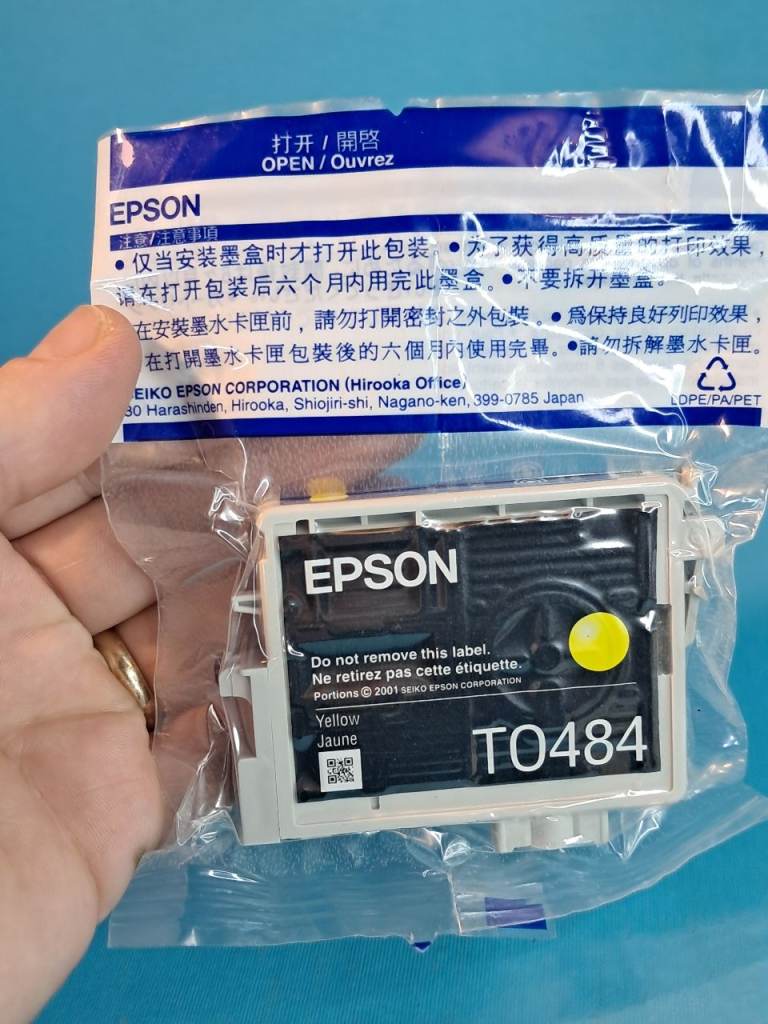 打开 / 開啓
OPEN / Ouvrez
EPSON
注意/注意事項
●仅当安装墨盒时才打开此包装。●为了获得高质量的打印效果，
请在打开包装后六个月内用完此墨盒。●不要拆开墨盒。
在安裝墨水卡匣前，請勿打開密封之外包裝。●爲保持良好列印效果，
在打開墨水卡匣包裝後的六個月內使用完畢。●請勿拆解墨水卡匣。
SEIKO EPSON CORPORATION (Hirooka Office)
80 Harashinden, Hirooka, Shiojiri-shi, Nagano-ken, 399-0785 Japan
LDPE/PA/PET
EPSON
Do not remove this label.
Ne retirez pas cette étiquette.
Portions © 2001 SEIKO EPSON CORPORATION
Yellow
Jaune
T0484